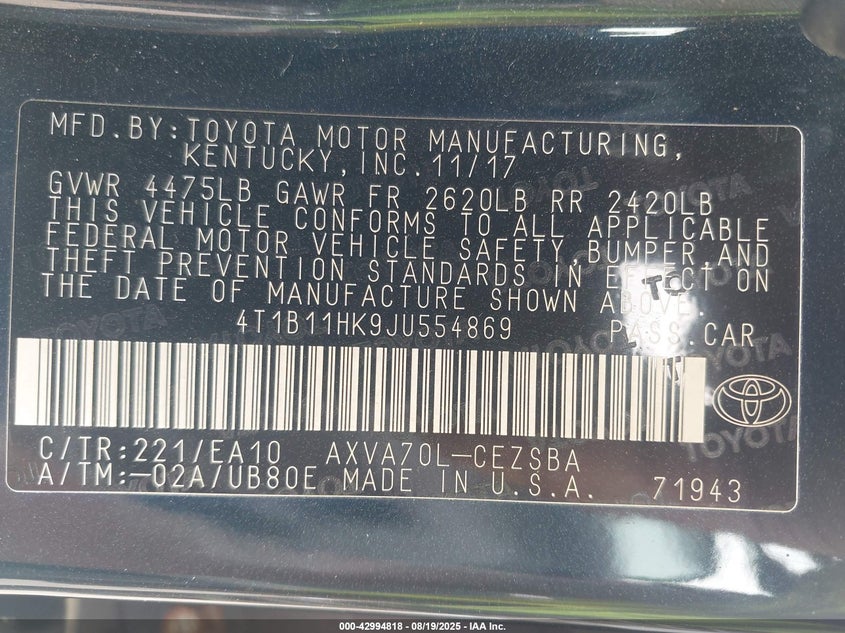 MFD.BY:TOYOTA MOTOR MANUFACTURING,
KENTUCKY,INC.11/17
GVWR 4475LB GAWR FR 2620LB RR 2420LB
THIS VEHICLE CONFORMS TO ALL APPLICABLE
FEDERAL MOTOR VEHICLE SAFETY BUMPER,AND
THEFT PREVENTION STANDARDS IN EFFECT ON
THE DATE OF MANUFACTURE SHOWN ABOVE.
4T1B11HK9JU554869 PASS.CAR
C/TR:221/EA10 AXVA70L-CEZSBA
A/TM:-02A/UB80E MADE IN U.S.A. 71943
000-42994818 - 08/19/2025 - IAA Inc.